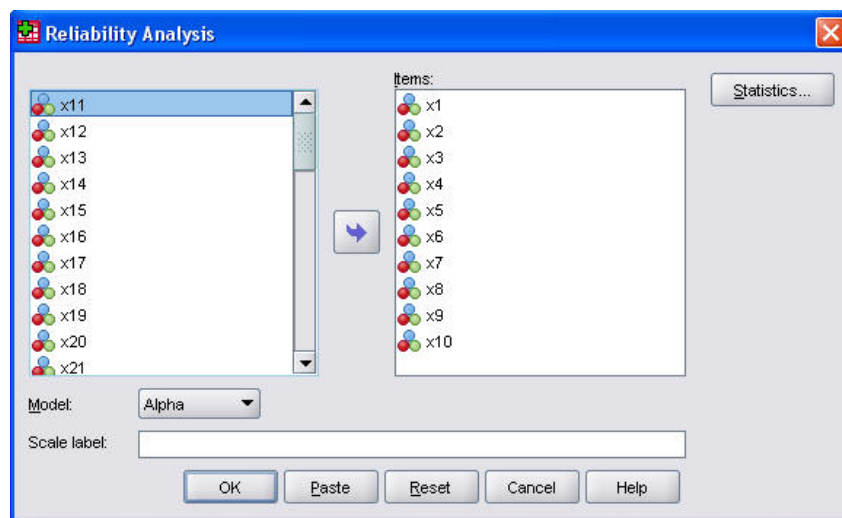 Reliability Analysis
Items:
Statistics...
x11
x12
x13
x14
x15
x16
x17
x18
x19
x20
x21
x1
x2
x3
x4
x5
x6
x7
x8
x9
x10
Model:
Alpha
Scale label:
OK
Paste
Reset
Cancel
Help